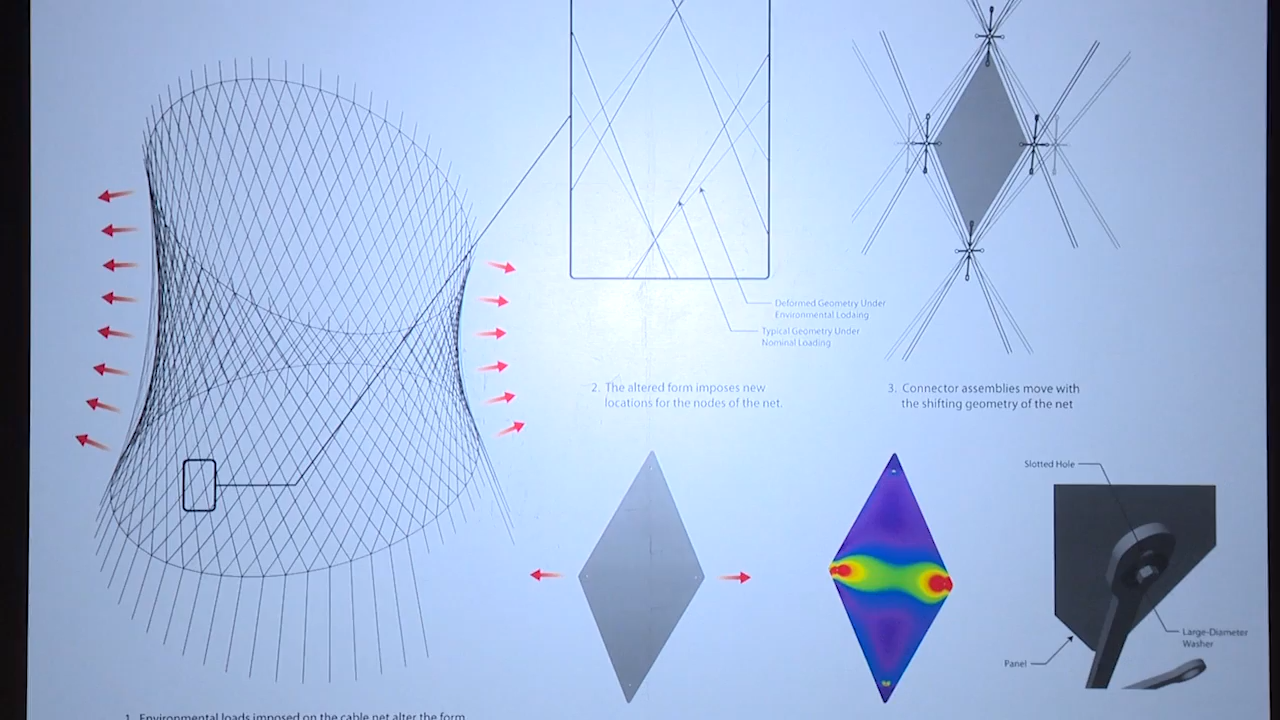 Deformed Geometry Under
Environmental Lodaing
Typical Geometry Under
Nominal Loading
2. The altered form imposes new
locations for the nodes of the net.
3. Connector assemblies move with
the shifting geometry of the net
Slotted Hole
Large-Diameter
Washer
Panel
1. Environmental loads imposed on the cable net alter the form